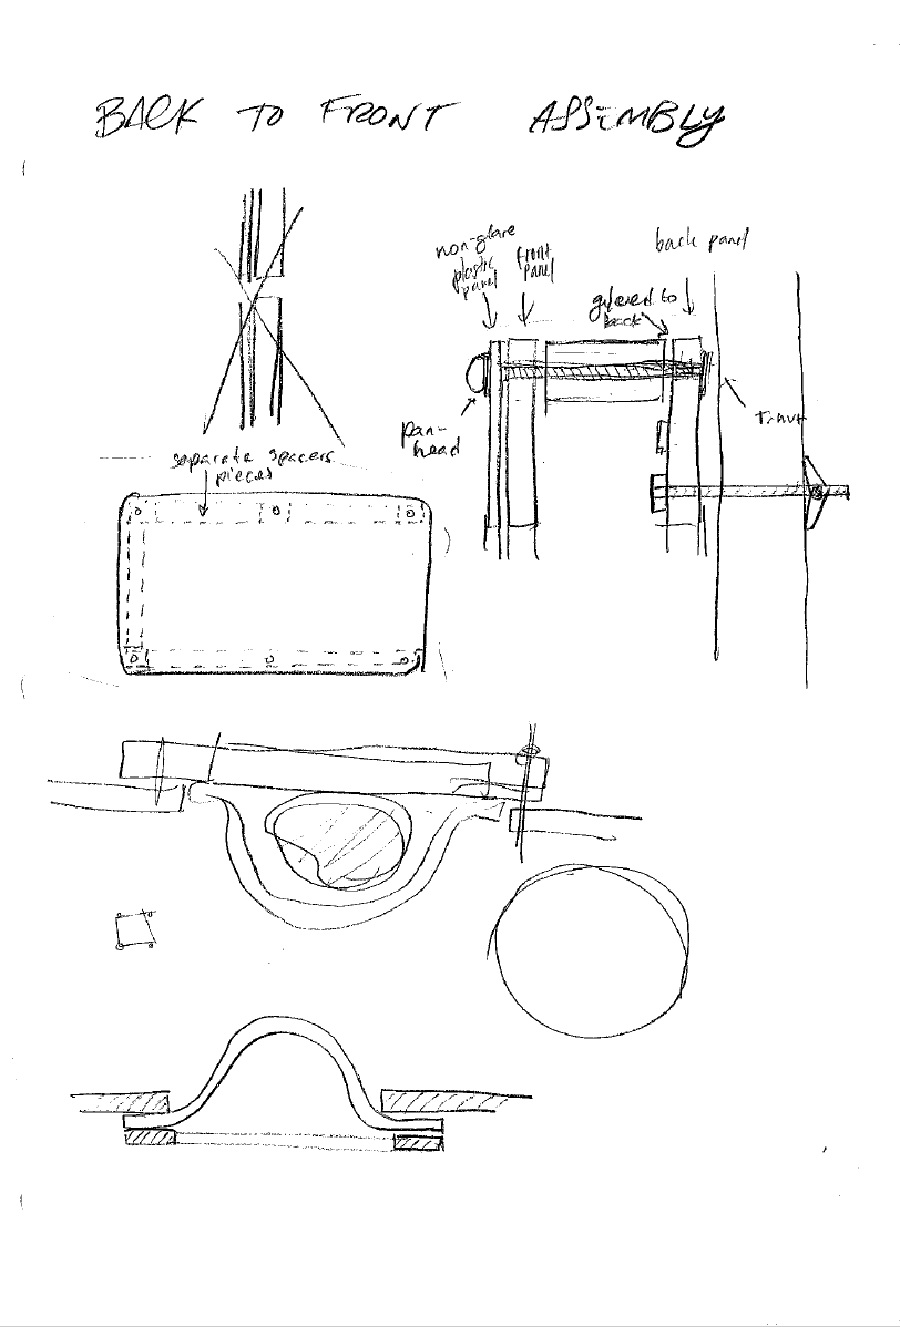 BACK TO FRONT ASSEMBLY
non-glare
plastic
panel
front
panel
back panel
glued to
back
T-nut
pan-
head
separate spacers
pieces